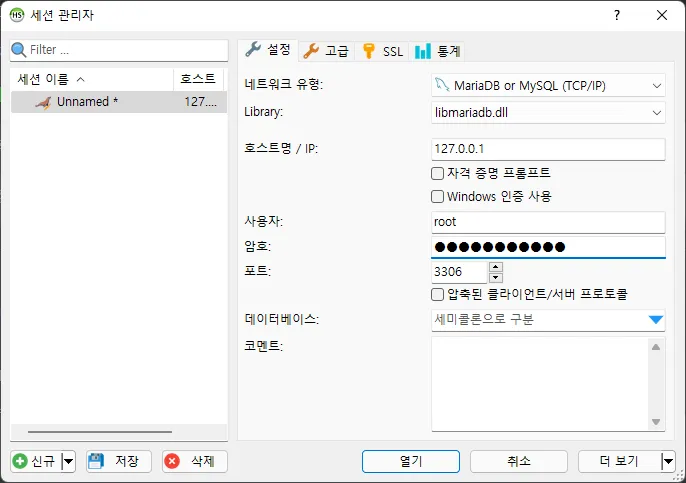 HS 세션 관리자
Filter ...
세션 이름 호스트
Unnamed * 127....
설정 고급 SSL 통계
네트워크 유형: MariaDB or MySQL (TCP/IP)
Library: libmariadb.dll
호스트명 / IP: 127.0.0.1
자격 증명 프롬프트
Windows 인증 사용
사용자: root
암호: ●●●●●●●●●●●
포트: 3306
압축된 클라이언트/서버 프로토콜
데이터베이스: 세미콜론으로 구분
코멘트:
신규 저장 삭제 열기 취소 더 보기